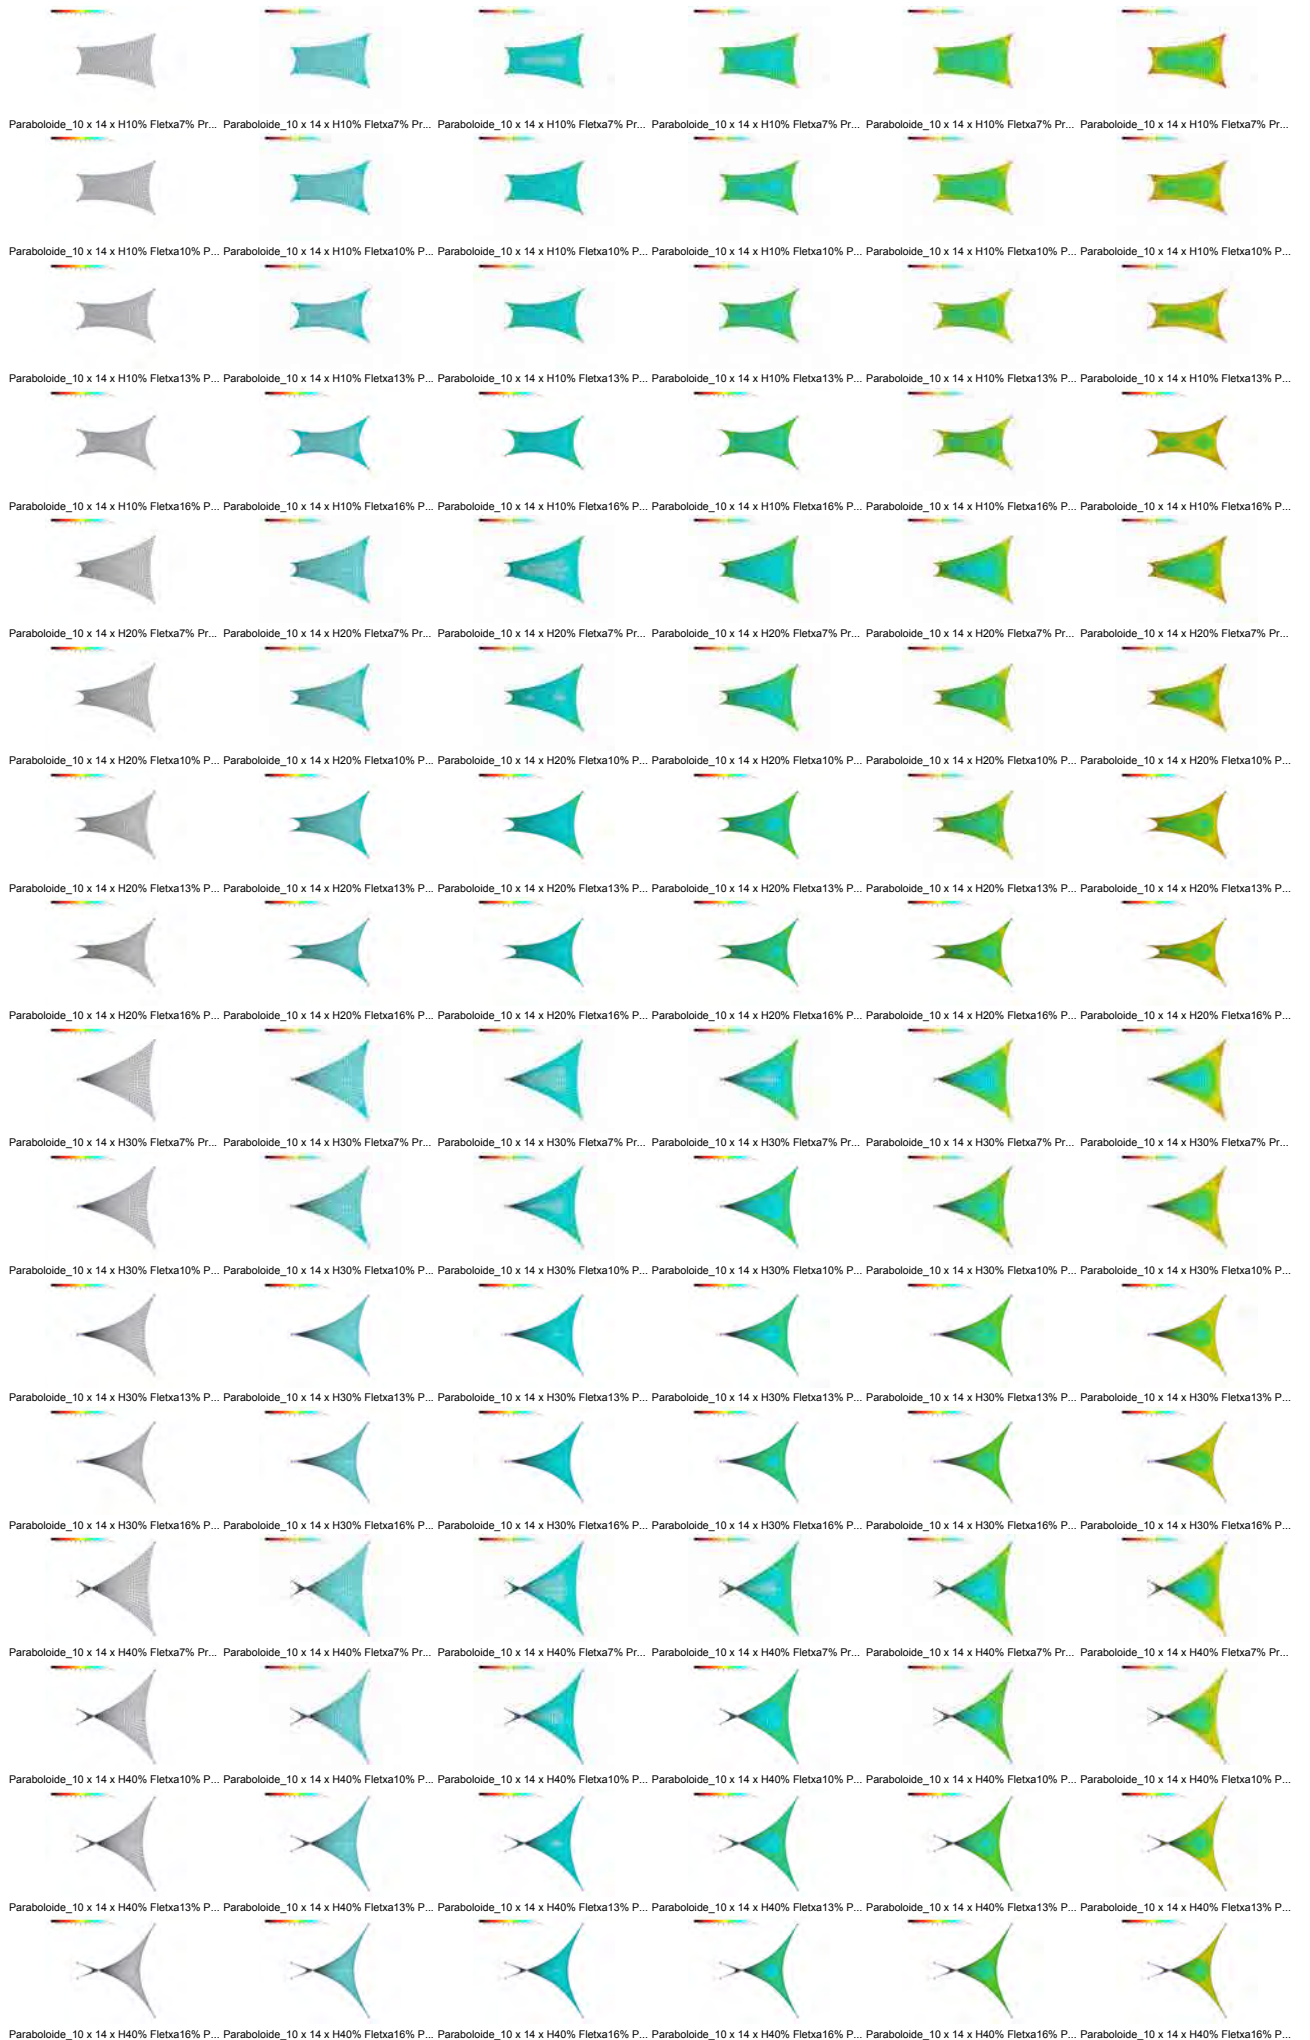 Paraboloide_10 x 14 x H10% Fletxa7% Pr... Paraboloide_10 x 14 x H10% Fletxa7% Pr... Paraboloide_10 x 14 x H10% Fletxa7% Pr... Paraboloide_10 x 14 x H10% Fletxa7% Pr... Paraboloide_10 x 14 x H10% Fletxa7% Pr... Paraboloide_10 x 14 x H10% Fletxa7% Pr...
Paraboloide_10 x 14 x H10% Fletxa10% P... Paraboloide_10 x 14 x H10% Fletxa10% P... Paraboloide_10 x 14 x H10% Fletxa10% P... Paraboloide_10 x 14 x H10% Fletxa10% P... Paraboloide_10 x 14 x H10% Fletxa10% P... Paraboloide_10 x 14 x H10% Fletxa10% P...
Paraboloide_10 x 14 x H10% Fletxa13% P... Paraboloide_10 x 14 x H10% Fletxa13% P... Paraboloide_10 x 14 x H10% Fletxa13% P... Paraboloide_10 x 14 x H10% Fletxa13% P... Paraboloide_10 x 14 x H10% Fletxa13% P... Paraboloide_10 x 14 x H10% Fletxa13% P...
Paraboloide_10 x 14 x H10% Fletxa16% P... Paraboloide_10 x 14 x H10% Fletxa16% P... Paraboloide_10 x 14 x H10% Fletxa16% P... Paraboloide_10 x 14 x H10% Fletxa16% P... Paraboloide_10 x 14 x H10% Fletxa16% P... Paraboloide_10 x 14 x H10% Fletxa16% P...
Paraboloide_10 x 14 x H20% Fletxa7% Pr... Paraboloide_10 x 14 x H20% Fletxa7% Pr... Paraboloide_10 x 14 x H20% Fletxa7% Pr... Paraboloide_10 x 14 x H20% Fletxa7% Pr... Paraboloide_10 x 14 x H20% Fletxa7% Pr... Paraboloide_10 x 14 x H20% Fletxa7% Pr...
Paraboloide_10 x 14 x H20% Fletxa10% P... Paraboloide_10 x 14 x H20% Fletxa10% P... Paraboloide_10 x 14 x H20% Fletxa10% P... Paraboloide_10 x 14 x H20% Fletxa10% P... Paraboloide_10 x 14 x H20% Fletxa10% P... Paraboloide_10 x 14 x H20% Fletxa10% P...
Paraboloide_10 x 14 x H20% Fletxa13% P... Paraboloide_10 x 14 x H20% Fletxa13% P... Paraboloide_10 x 14 x H20% Fletxa13% P... Paraboloide_10 x 14 x H20% Fletxa13% P... Paraboloide_10 x 14 x H20% Fletxa13% P... Paraboloide_10 x 14 x H20% Fletxa13% P...
Paraboloide_10 x 14 x H20% Fletxa16% P... Paraboloide_10 x 14 x H20% Fletxa16% P... Paraboloide_10 x 14 x H20% Fletxa16% P... Paraboloide_10 x 14 x H20% Fletxa16% P... Paraboloide_10 x 14 x H20% Fletxa16% P... Paraboloide_10 x 14 x H20% Fletxa16% P...
Paraboloide_10 x 14 x H30% Fletxa7% Pr... Paraboloide_10 x 14 x H30% Fletxa7% Pr... Paraboloide_10 x 14 x H30% Fletxa7% Pr... Paraboloide_10 x 14 x H30% Fletxa7% Pr... Paraboloide_10 x 14 x H30% Fletxa7% Pr... Paraboloide_10 x 14 x H30% Fletxa7% Pr...
Paraboloide_10 x 14 x H30% Fletxa10% P... Paraboloide_10 x 14 x H30% Fletxa10% P... Paraboloide_10 x 14 x H30% Fletxa10% P... Paraboloide_10 x 14 x H30% Fletxa10% P... Paraboloide_10 x 14 x H30% Fletxa10% P... Paraboloide_10 x 14 x H30% Fletxa10% P...
Paraboloide_10 x 14 x H30% Fletxa13% P... Paraboloide_10 x 14 x H30% Fletxa13% P... Paraboloide_10 x 14 x H30% Fletxa13% P... Paraboloide_10 x 14 x H30% Fletxa13% P... Paraboloide_10 x 14 x H30% Fletxa13% P... Paraboloide_10 x 14 x H30% Fletxa13% P...
Paraboloide_10 x 14 x H30% Fletxa16% P... Paraboloide_10 x 14 x H30% Fletxa16% P... Paraboloide_10 x 14 x H30% Fletxa16% P... Paraboloide_10 x 14 x H30% Fletxa16% P... Paraboloide_10 x 14 x H30% Fletxa16% P... Paraboloide_10 x 14 x H30% Fletxa16% P...
Paraboloide_10 x 14 x H40% Fletxa7% Pr... Paraboloide_10 x 14 x H40% Fletxa7% Pr... Paraboloide_10 x 14 x H40% Fletxa7% Pr... Paraboloide_10 x 14 x H40% Fletxa7% Pr... Paraboloide_10 x 14 x H40% Fletxa7% Pr... Paraboloide_10 x 14 x H40% Fletxa7% Pr...
Paraboloide_10 x 14 x H40% Fletxa10% P... Paraboloide_10 x 14 x H40% Fletxa10% P... Paraboloide_10 x 14 x H40% Fletxa10% P... Paraboloide_10 x 14 x H40% Fletxa10% P... Paraboloide_10 x 14 x H40% Fletxa10% P... Paraboloide_10 x 14 x H40% Fletxa10% P...
Paraboloide_10 x 14 x H40% Fletxa13% P... Paraboloide_10 x 14 x H40% Fletxa13% P... Paraboloide_10 x 14 x H40% Fletxa13% P... Paraboloide_10 x 14 x H40% Fletxa13% P... Paraboloide_10 x 14 x H40% Fletxa13% P... Paraboloide_10 x 14 x H40% Fletxa13% P...
Paraboloide_10 x 14 x H40% Fletxa16% P... Paraboloide_10 x 14 x H40% Fletxa16% P... Paraboloide_10 x 14 x H40% Fletxa16% P... Paraboloide_10 x 14 x H40% Fletxa16% P... Paraboloide_10 x 14 x H40% Fletxa16% P... Paraboloide_10 x 14 x H40% Fletxa16% P...